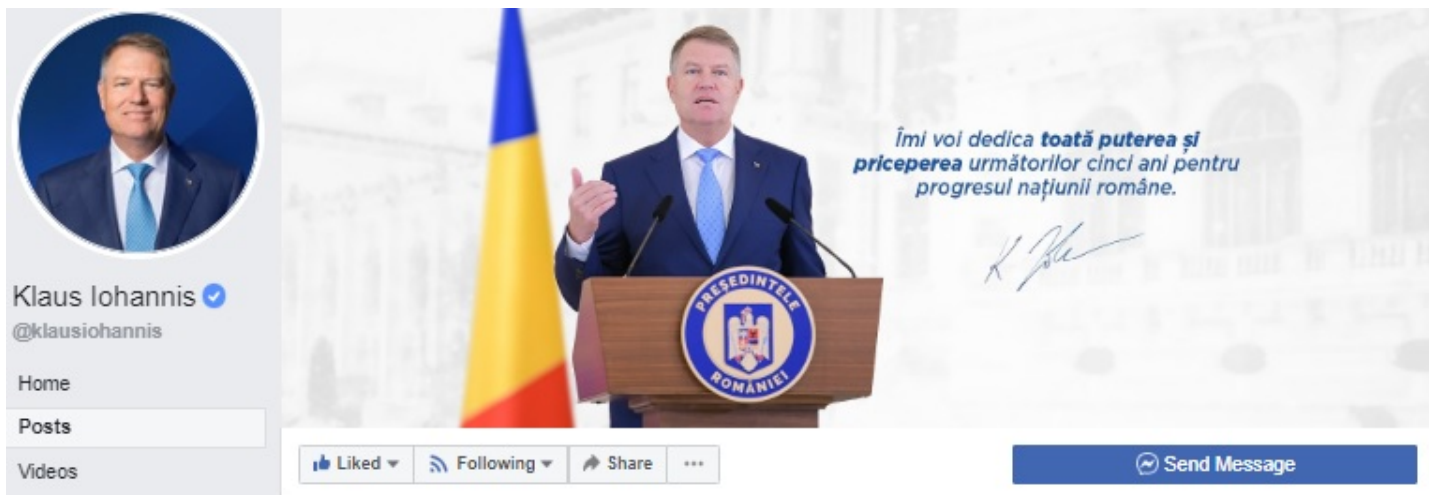 Klaus Iohannis
@klausiohannis
Home
Posts
Videos
Îmi voi dedica toată puterea și
priceperea următorilor cinci ani pentru
progresul națiunii române.
PREȘEDINTELE
ROMÂNIEI
Liked
Following
Share
Send Message